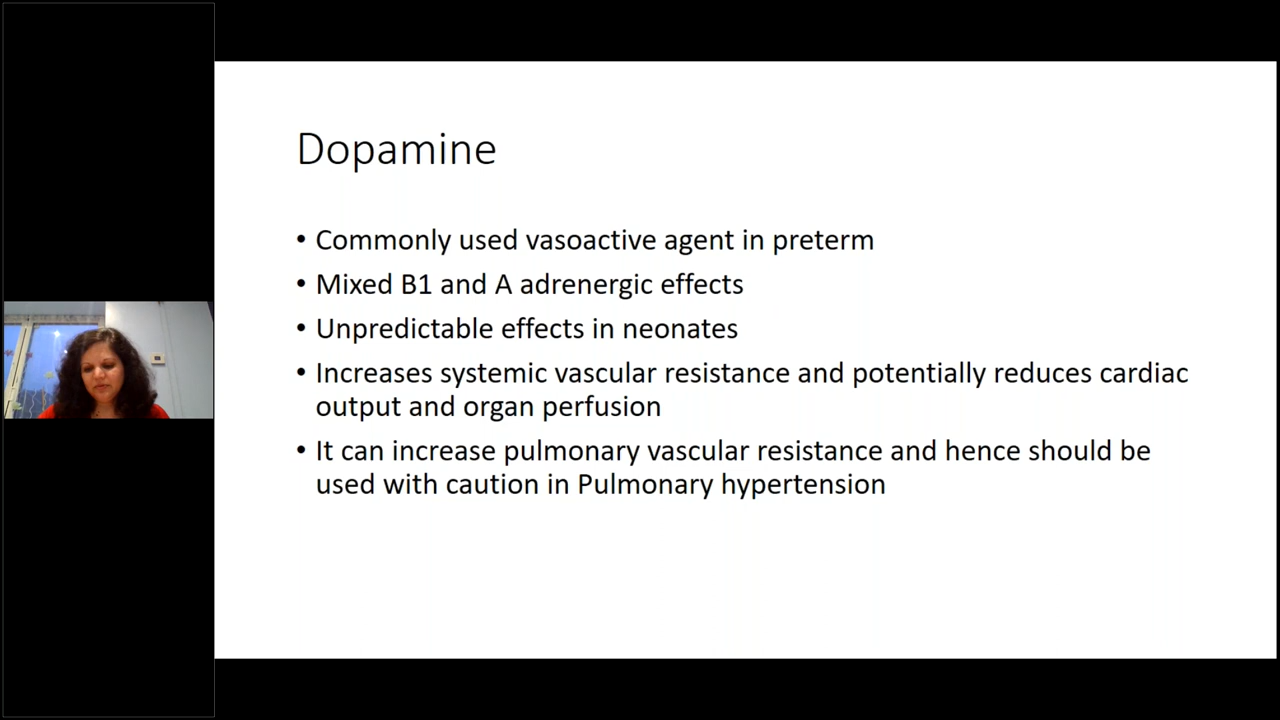 Dopamine
• Commonly used vasoactive agent in preterm
• Mixed B1 and A adrenergic effects
• Unpredictable effects in neonates
• Increases systemic vascular resistance and potentially reduces cardiac
output and organ perfusion
• It can increase pulmonary vascular resistance and hence should be
used with caution in Pulmonary hypertension